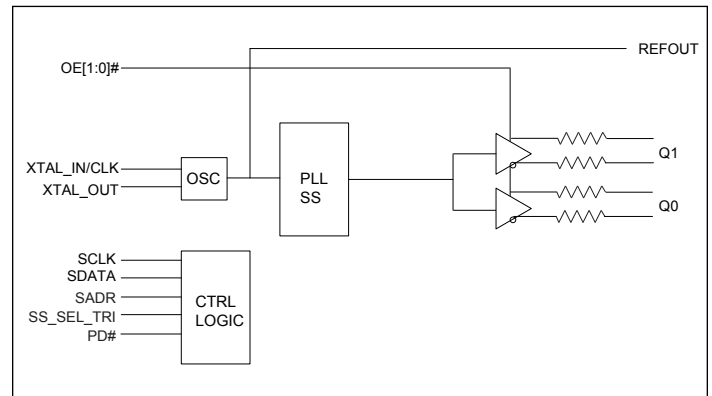 REFOUT
OE[1:0]#
XTAL_IN/CLK
XTAL_OUT
OSC
PLL
SS
Q1
Q0
SCLK
SDATA
SADR
SS_SEL_TRI
PD#
CTRL
LOGIC